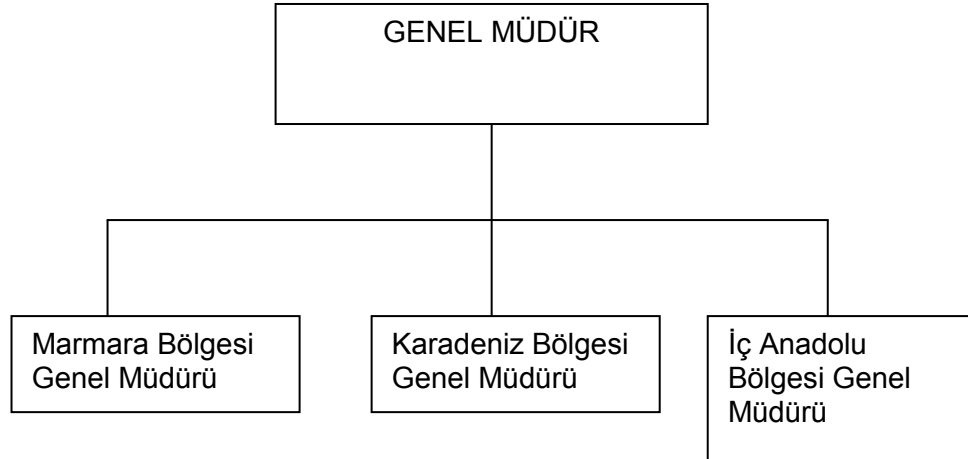 GENEL MÜDÜR
Marmara Bölgesi
Genel Müdürü
Karadeniz Bölgesi
Genel Müdürü
İç Anadolu
Bölgesi Genel
Müdürü